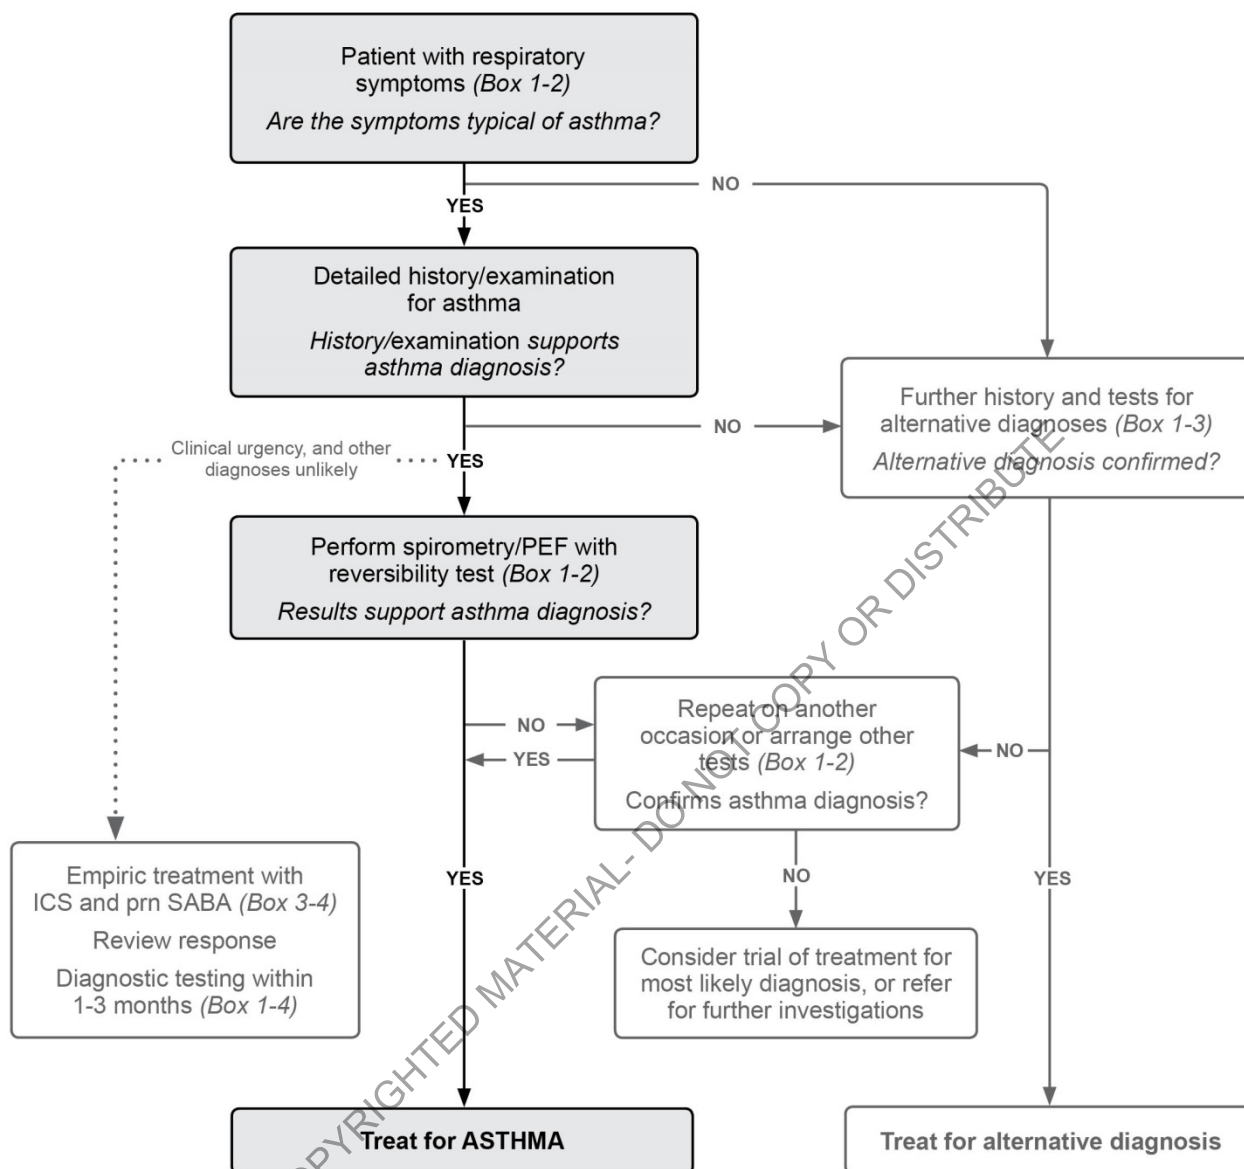 Patient with respiratory
symptoms (Box 1-2)
Are the symptoms typical of asthma?
NO
YES
Detailed history/examination
for asthma
History/examination supports
asthma diagnosis?
Further history and tests for
alternative diagnoses (Box 1-3)
Alternative diagnosis confirmed?
NO
Clinical urgency, and other
diagnoses unlikely
YES
Perform spirometry/PEF with
reversibility test (Box 1-2)
Results support asthma diagnosis?
Repeat on another
occasion or arrange other
tests (Box 1-2)
Confirms asthma diagnosis?
NO
YES
NO
Empiric treatment with
ICS and prn SABA (Box 3-4)
Review response
Diagnostic testing within
1-3 months (Box 1-4)
YES
NO
YES
Consider trial of treatment for
most likely diagnosis, or refer
for further investigations
Treat for ASTHMA
Treat for alternative diagnosis
COPYRIGHTED MATERIAL- DO NOT COPY OR DISTRIBUTE